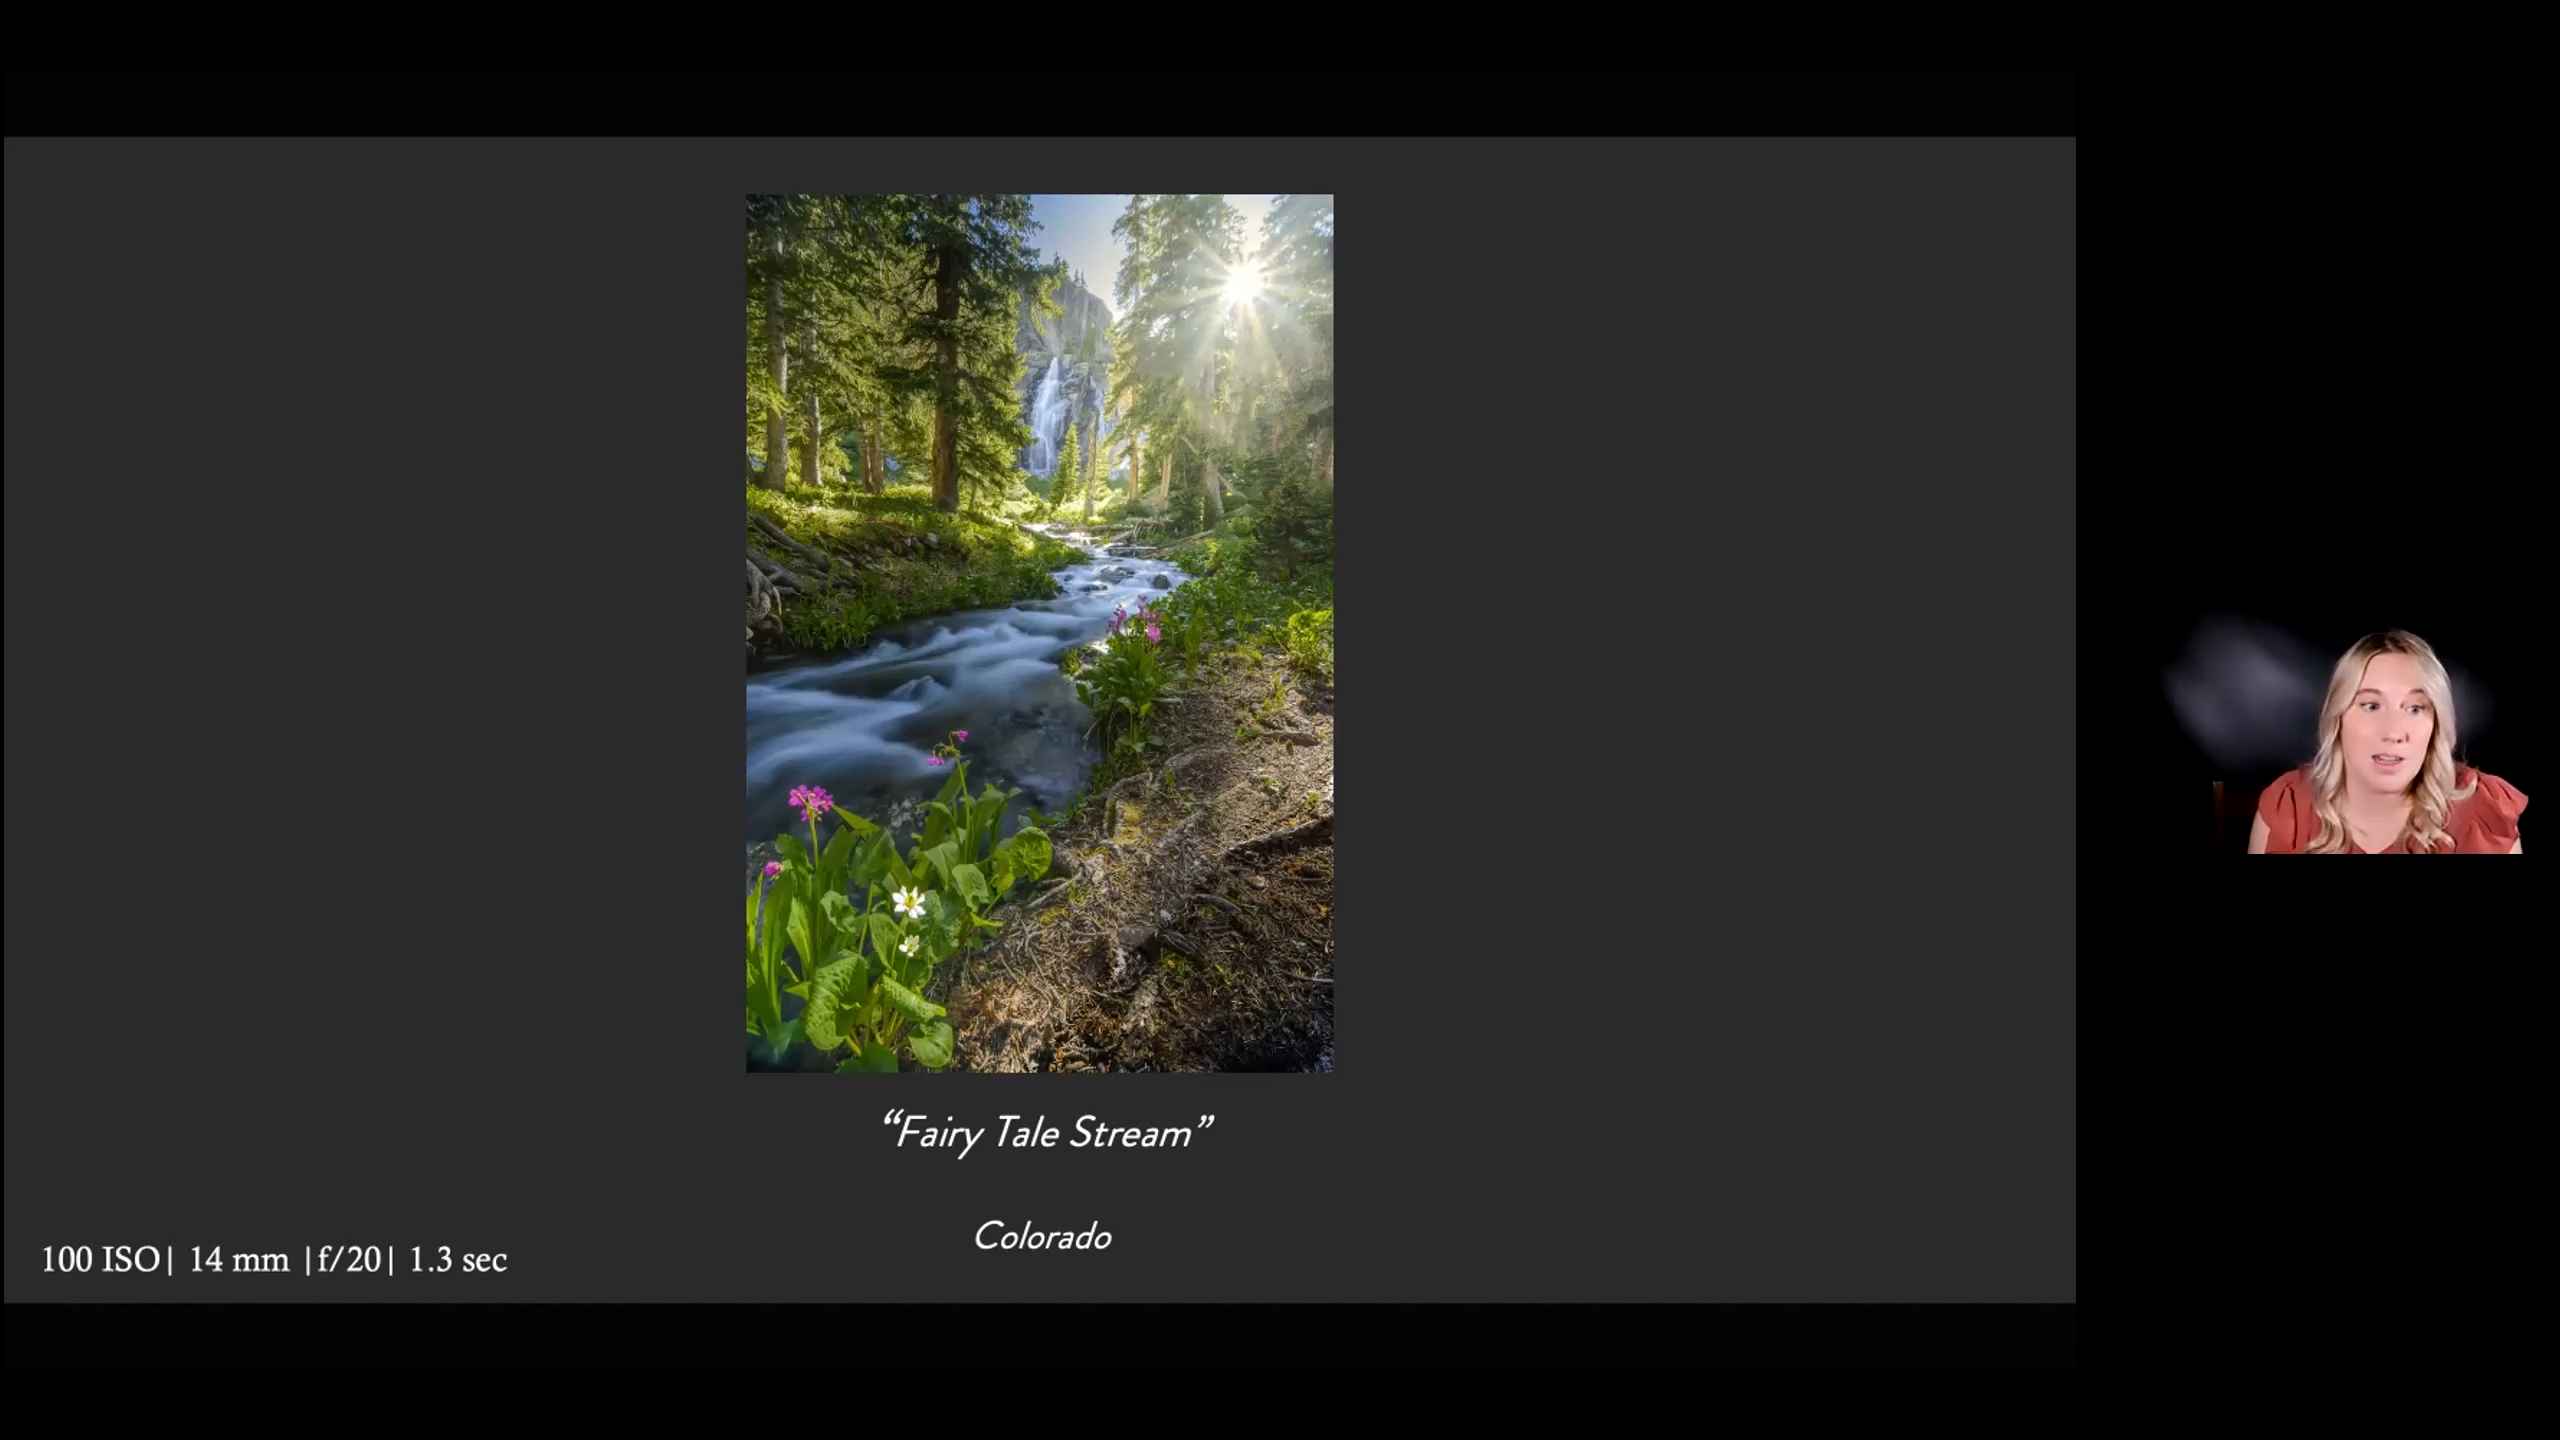 “Fairy Tale Stream”
Colorado
100 ISO| 14 mm |f/20| 1.3 sec